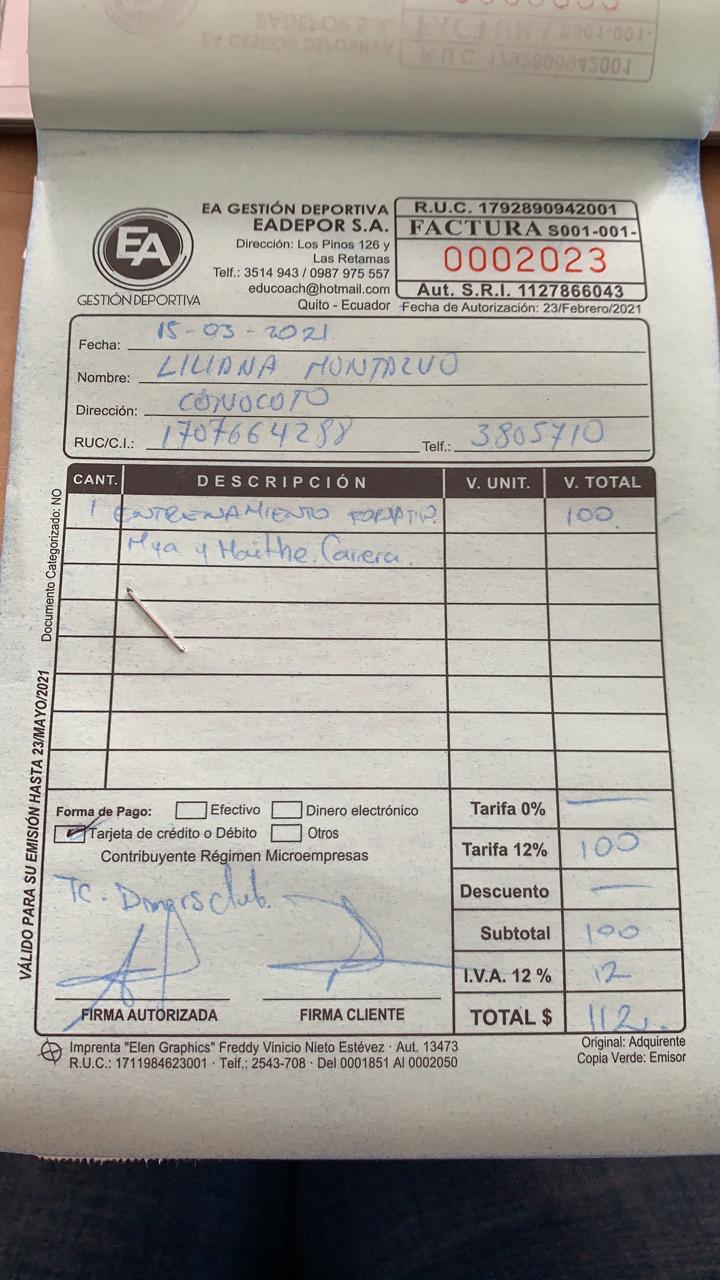 EA
GESTIÓN DEPORTIVA
EA GESTIÓN DEPORTIVA
EADEPOR S.A.
Dirección: Los Pinos 126 y
Las Retamas
Telf.: 3514 943 / 0987 975 557
educoach@hotmail.com
Quito - Ecuador
R.U.C. 1792890942001
FACTURA S001-001-
0002023
Aut. S.R.I. 1127866043
Fecha de Autorización: 23/Febrero/2021
Fecha: 15-03-2021
Nombre: LILIANA MONTALVO
Dirección: CONOCOTO
RUC/C.I.: 1707664288 Telf.: 3805710
CANT. DESCRIPCIÓN V. UNIT. V. TOTAL
1 ENTRENAMIENTO 100
Mya y Maithe Carrera.
Documento Categorizado: NO
VÁLIDO PARA SU EMISIÓN HASTA 23/MAYO/2021
Forma de Pago: Efectivo Dinero electrónico
Tarjeta de crédito o Débito Otros
Contribuyente Régimen Microempresas
TC. Diners club.
FIRMA AUTORIZADA FIRMA CLIENTE
Tarifa 0% —
Tarifa 12% 100
Descuento —
Subtotal 100
I.V.A. 12 % 12
TOTAL $ 112.
Imprenta "Elen Graphics" Freddy Vinicio Nieto Estévez · Aut. 13473
R.U.C.: 1711984623001 · Telf.: 2543-708 · Del 0001851 Al 0002050
Original: Adquirente
Copia Verde: Emisor